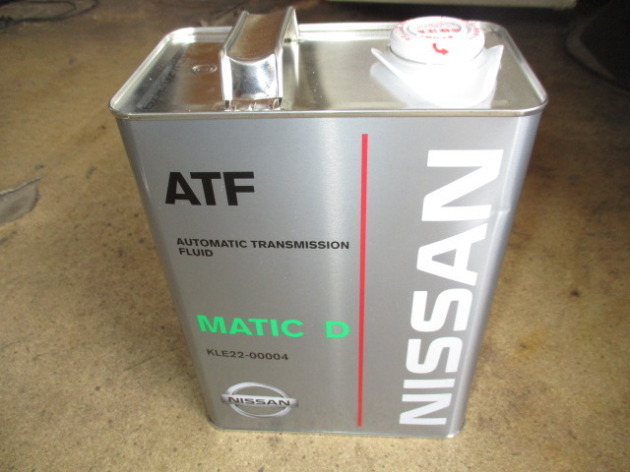 ATF
AUTOMATIC TRANSMISSION
FLUID
MATIC D
KLE22-00004
NISSAN
NISSAN